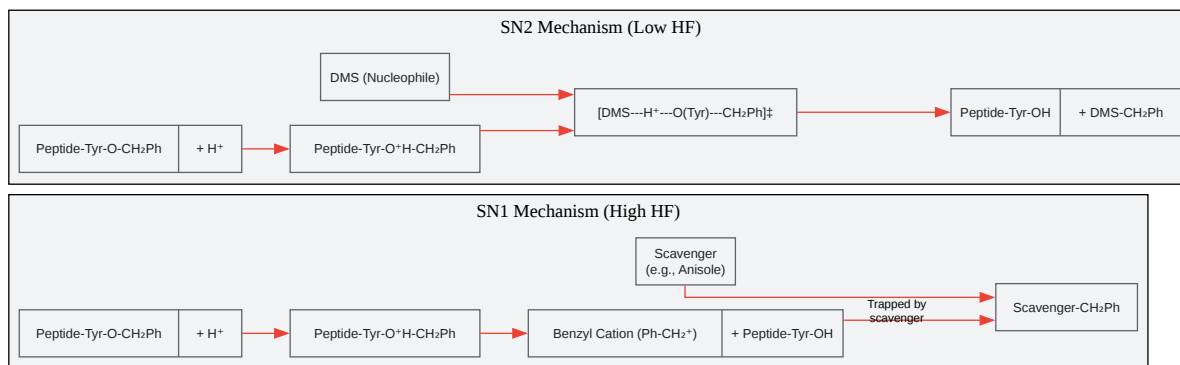 SN2 Mechanism (Low HF)
DMS (Nucleophile)
[DMS---H⁺---O(Tyr)---CH₂Ph]‡
Peptide-Tyr-OH
+ DMS-CH₂Ph
Peptide-Tyr-O-CH₂Ph
+ H⁺
Peptide-Tyr-O⁺H-CH₂Ph
SN1 Mechanism (High HF)
Scavenger
(e.g., Anisole)
Trapped by
scavenger
Scavenger-CH₂Ph
Peptide-Tyr-O-CH₂Ph
+ H⁺
Peptide-Tyr-O⁺H-CH₂Ph
Benzyl Cation (Ph-CH₂⁺)
+ Peptide-Tyr-OH